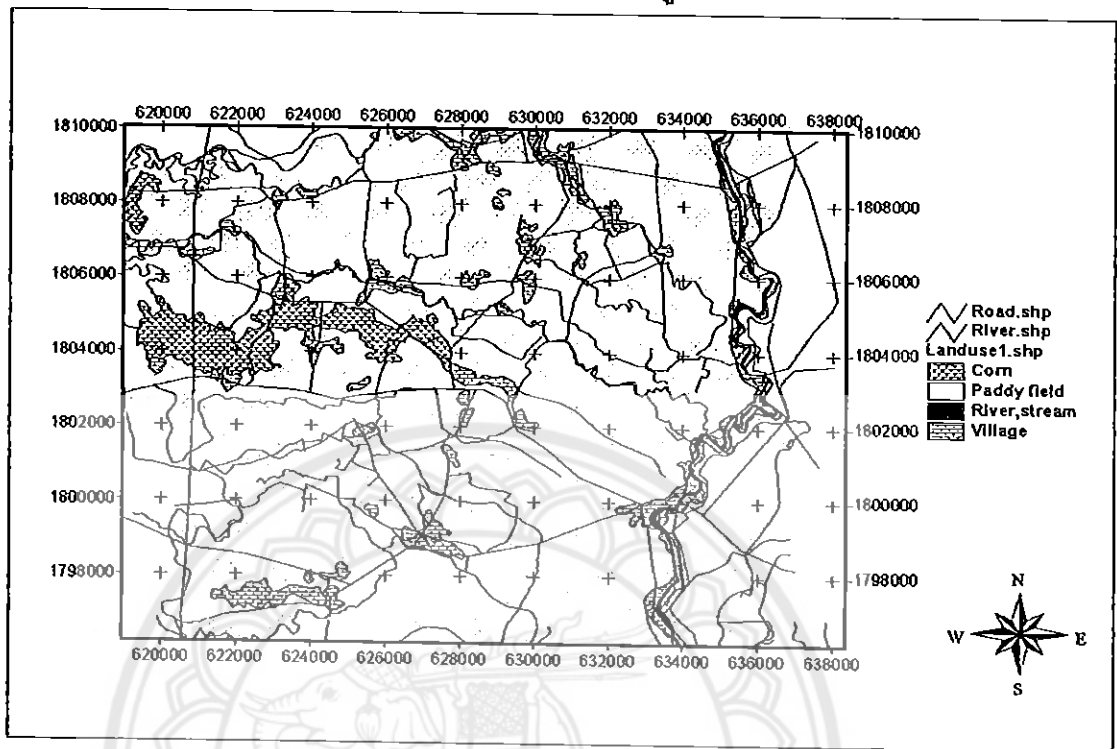 620000 622000 624000 626000 628000 630000 632000 634000 636000 638000
1810000 1810000
1808000 1808000
1806000 1806000
1804000 1804000
1802000 1802000
1800000 1800000
1798000 1798000
620000 622000 624000 626000 628000 630000 632000 634000 636000 638000
Road.shp
River.shp
Landuse1.shp
Corn
Paddy field
River,stream
Village
N
W E
S